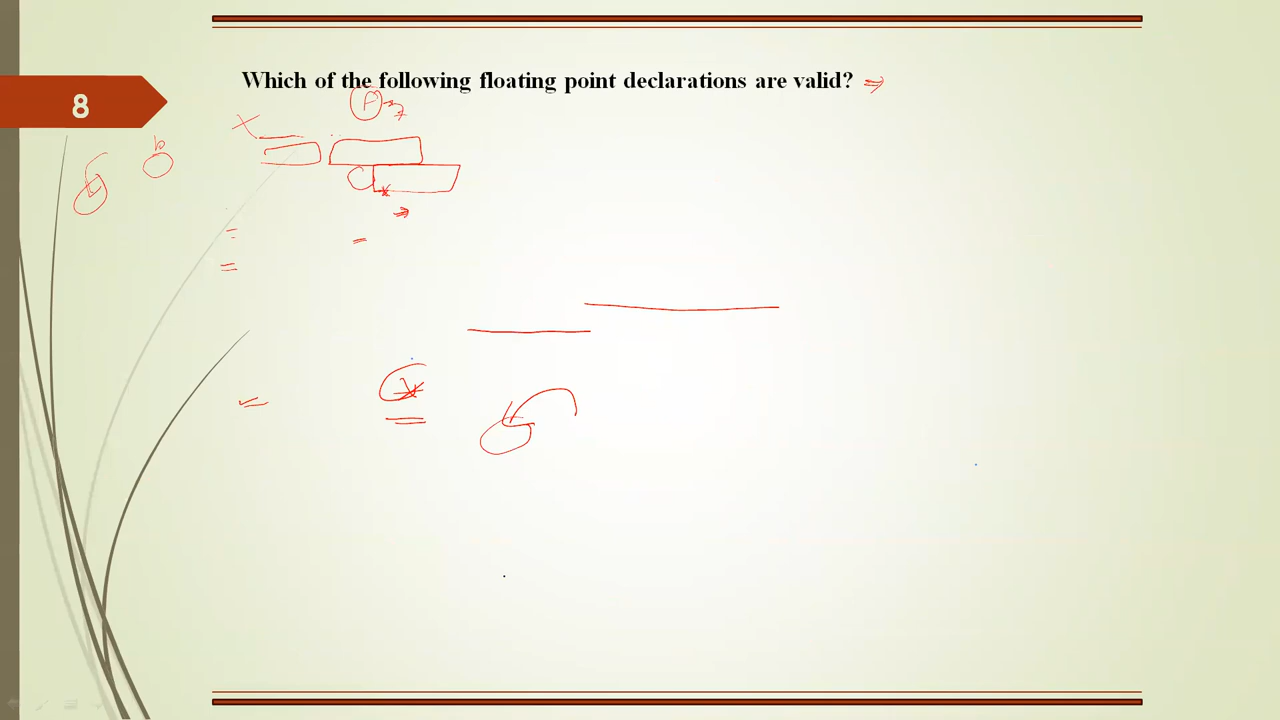 Which of the following floating point declarations are valid?
8
b